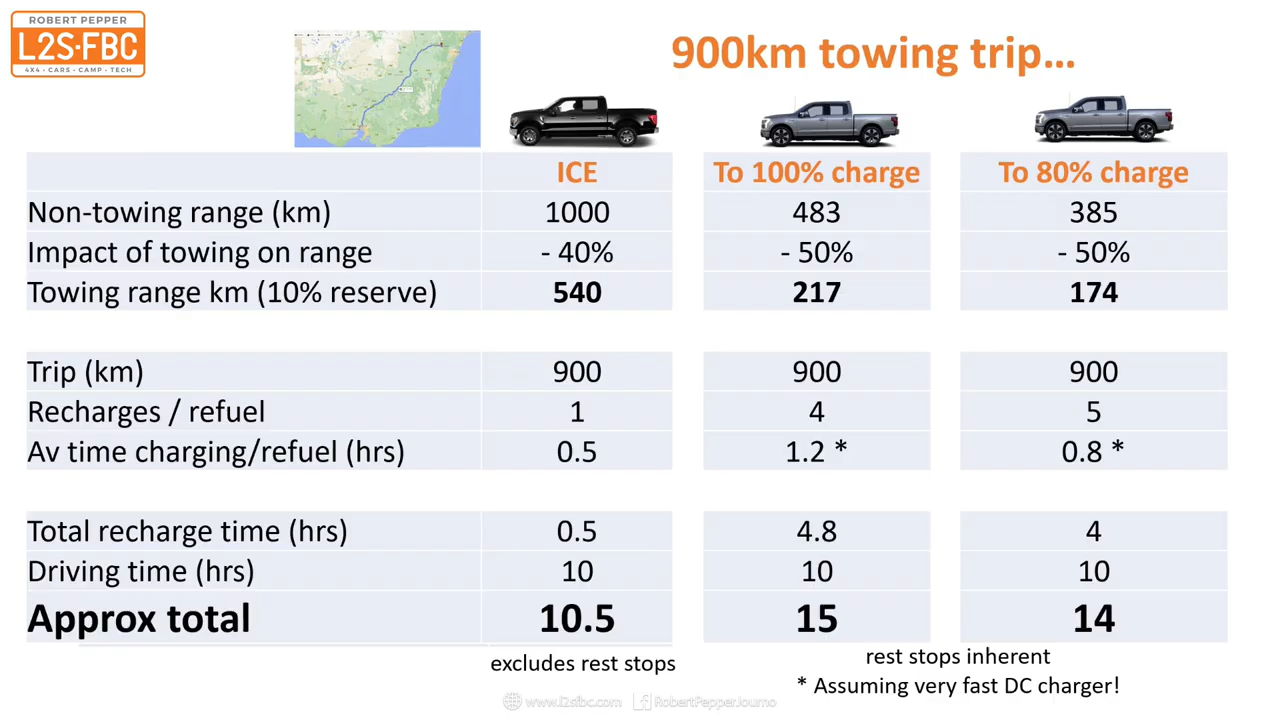 ROBERT PEPPER
L2S·FBC
4X4 • CARS • CAMP • TECH
900km towing trip...
ICE To 100% charge To 80% charge
Non-towing range (km) 1000 483 385
Impact of towing on range - 40% - 50% - 50%
Towing range km (10% reserve) 540 217 174
Trip (km) 900 900 900
Recharges / refuel 1 4 5
Av time charging/refuel (hrs) 0.5 1.2 * 0.8 *
Total recharge time (hrs) 0.5 4.8 4
Driving time (hrs) 10 10 10
Approx total 10.5 15 14
excludes rest stops
rest stops inherent
* Assuming very fast DC charger!
www.l2sfbc.com RobertPepperJourno